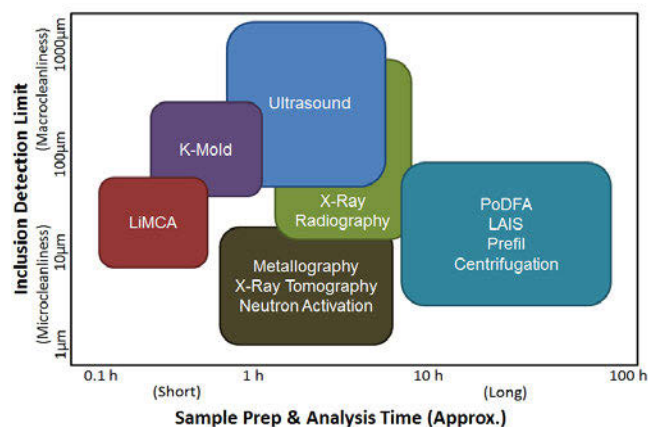 Inclusion Detection Limit
(Microcleanliness)
(Macrocleanliness)
1000µm
100µm
10µm
1µm
Ultrasound
K-Mold
X-Ray
Radiography
LiMCA
PoDFA
LAIS
Prefil
Centrifugation
Metallography
X-Ray Tomography
Neutron Activation
0.1 h
1 h
10 h
100 h
(Short)
(Long)
Sample Prep & Analysis Time (Approx.)